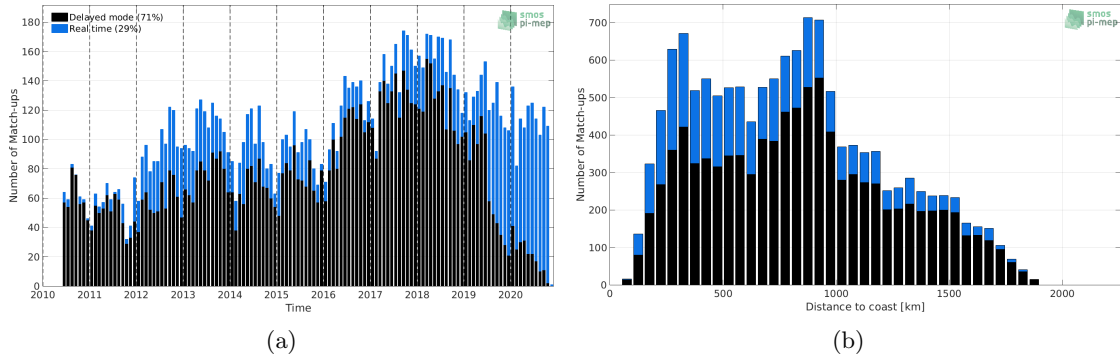 Delayed mode (71%)
Real time (29%)
smos
pi-mep
Number of Match-ups
180
160
140
120
100
80
60
40
20
0
2010 2011 2012 2013 2014 2015 2016 2017 2018 2019 2020
Time
(a)
smos
pi-mep
Number of Match-ups
700
600
500
400
300
200
100
0
0 500 1000 1500 2000
Distance to coast [km]
(b)